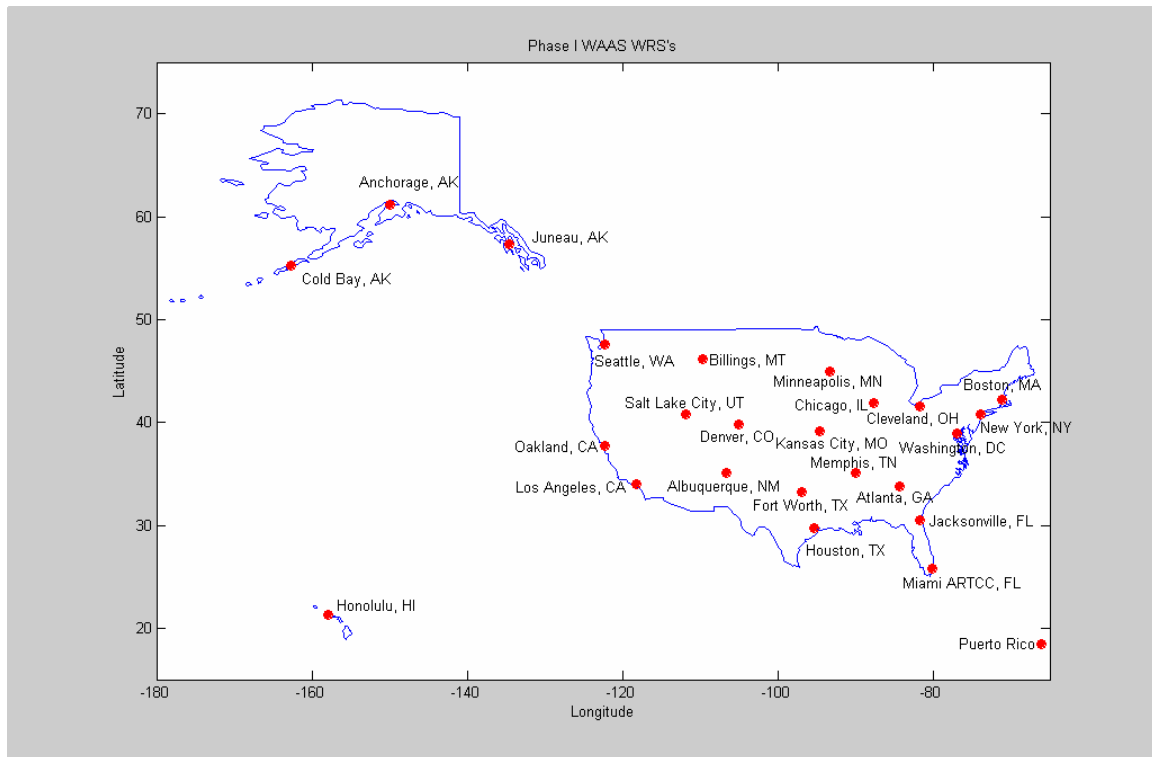 Phase I WAAS WRS's
70
60
50
40
30
20
Latitude
Anchorage, AK
Juneau, AK
Cold Bay, AK
Seattle, WA
Billings, MT
Minneapolis, MN
Boston, MA
Salt Lake City, UT
Chicago, IL
Cleveland, OH
New York, NY
Denver, CO
Kansas City, MO
Washington, DC
Oakland, CA
Memphis, TN
Los Angeles, CA
Albuquerque, NM
Fort Worth, TX
Atlanta, GA
Jacksonville, FL
Houston, TX
Miami ARTCC, FL
Honolulu, HI
Puerto Rico
-180
-160
-140
-120
-100
-80
Longitude